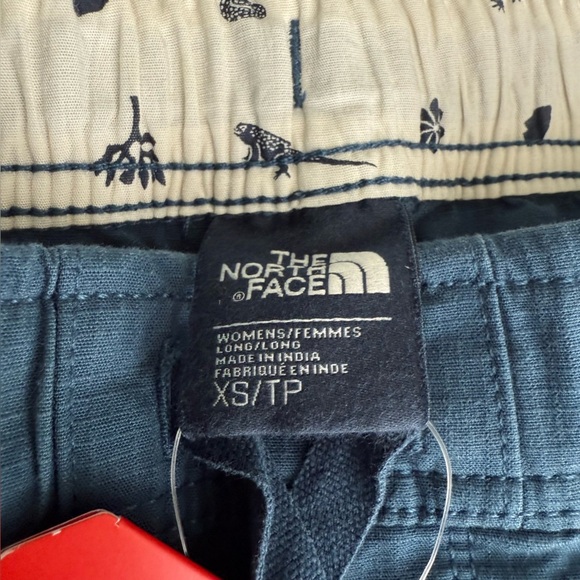 THE
NORTH
® FACE
WOMENS/FEMMES
LONG/LONG
MADE IN INDIA
FABRIQUÉ EN INDE
XS/TP